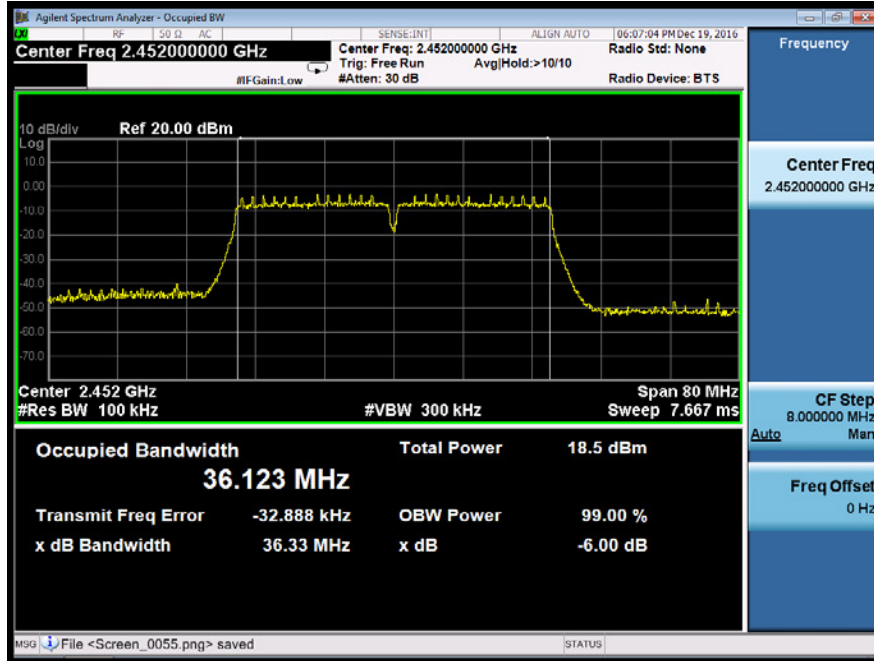 Agilent Spectrum Analyzer - Occupied BW
RF 50 Ω AC SENSE:INT ALIGN AUTO 06:07:04 PM Dec 19, 2016
Center Freq 2.452000000 GHz
Center Freq: 2.452000000 GHz Radio Std: None
Trig: Free Run Avg|Hold:>10/10
#IFGain:Low #Atten: 30 dB Radio Device: BTS
10 dB/div Ref 20.00 dBm
Log
10.0
0.00
-10.0
-20.0
-30.0
-40.0
-50.0
-60.0
-70.0
Center 2.452 GHz Span 80 MHz
#Res BW 100 kHz #VBW 300 kHz Sweep 7.667 ms
Occupied Bandwidth Total Power 18.5 dBm
36.123 MHz
Transmit Freq Error -32.888 kHz OBW Power 99.00 %
x dB Bandwidth 36.33 MHz x dB -6.00 dB
MSG File <Screen_0055.png> saved STATUS
Frequency
Center Freq
2.452000000 GHz
CF Step
8.000000 MHz
Auto Man
Freq Offset
0 Hz